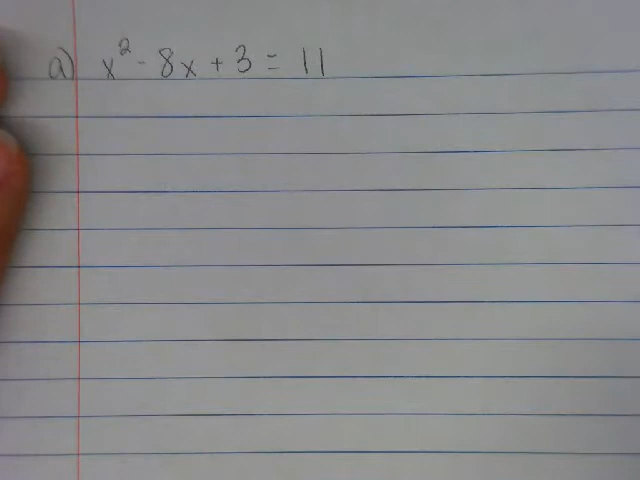 a) x² - 8x + 3 = 11